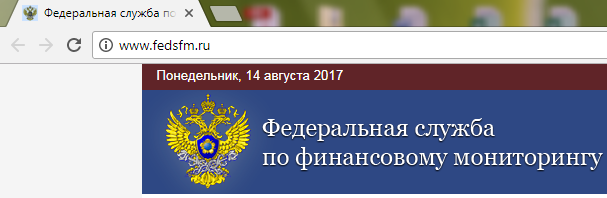 Федеральная служба по
www.fedsfm.ru
Понедельник, 14 августа 2017
Федеральная служба
по финансовому мониторингу